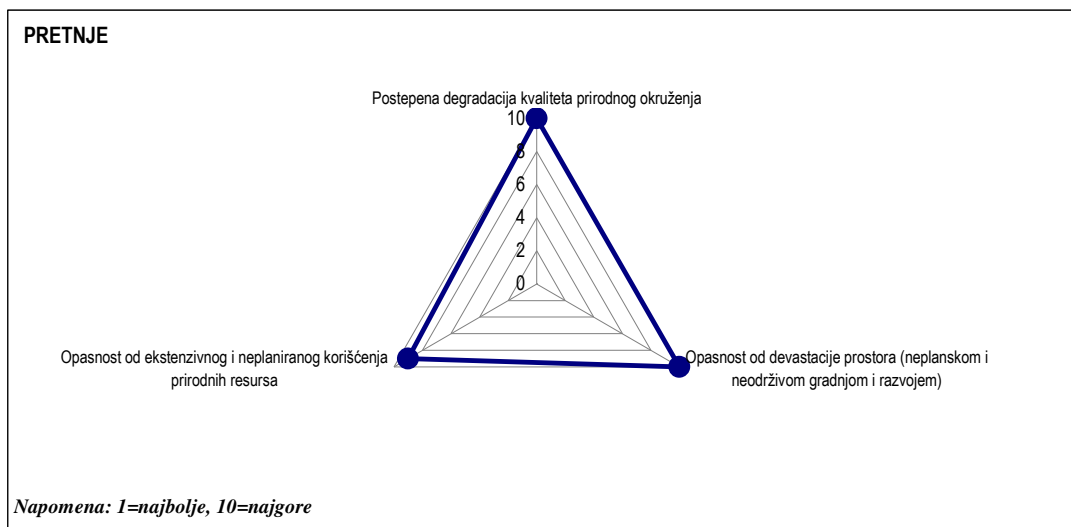 PRETNJE
Postepena degradacija kvaliteta prirodnog okruženja
10
8
6
4
2
0
Opasnost od ekstenzivnog i neplaniranog korišćenja
prirodnih resursa
Opasnost od devastacije prostora (neplanskom i
neodrživom gradnjom i razvojem)
Napomena: 1=najbolje, 10=najgore